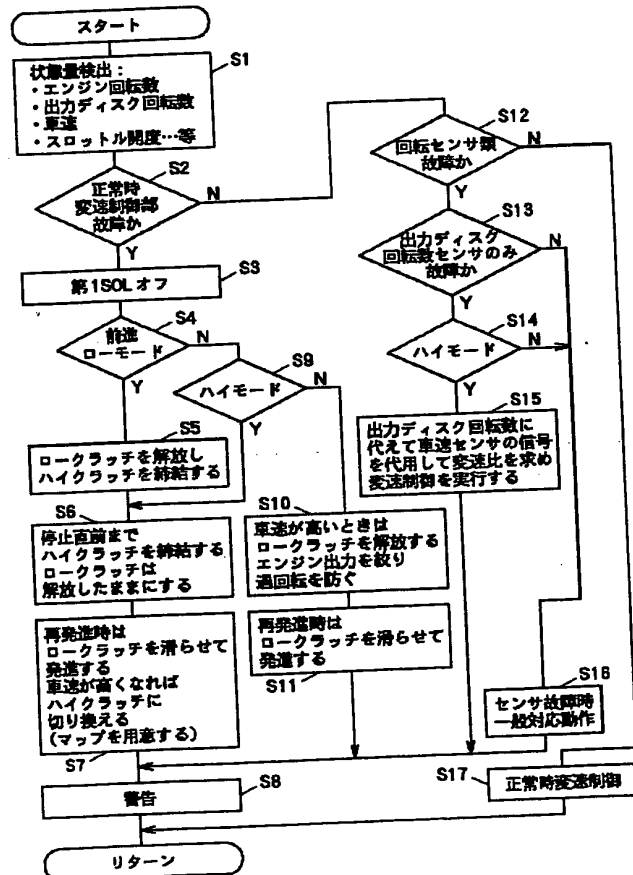 スタート
S1
状態量検出：
・エンジン回転数
・出力ディスク回転数
・車速
・スロットル開度…等
S2
正常時
変速制御部
故障か
N
Y
S3
第1SOLオフ
S4
前進
ローモード
N
Y
S9
ハイモード
N
Y
S5
ロークラッチを解放し
ハイクラッチを締結する
S6
停止直前まで
ハイクラッチを締結する
ロークラッチは
解放したままにする
再発進時は
ロークラッチを滑らせて
発進する
車速が高くなれば
ハイクラッチに
切り換える
（マップを用意する）
S7
S10
車速が高いときは
ロークラッチを解放する
エンジン出力を絞り
過回転を防ぐ
再発進時は
ロークラッチを滑らせて
発進する
S11
S12
回転センサ類
故障か
N
Y
S13
出力ディスク
回転数センサのみ
故障か
N
Y
S14
ハイモード
N
Y
S15
出力ディスク回転数に
代えて車速センサの信号
を代用して変速比を求め
変速制御を実行する
S16
センサ故障時
一般対応動作
S17
正常時変速制御
S8
警告
リターン